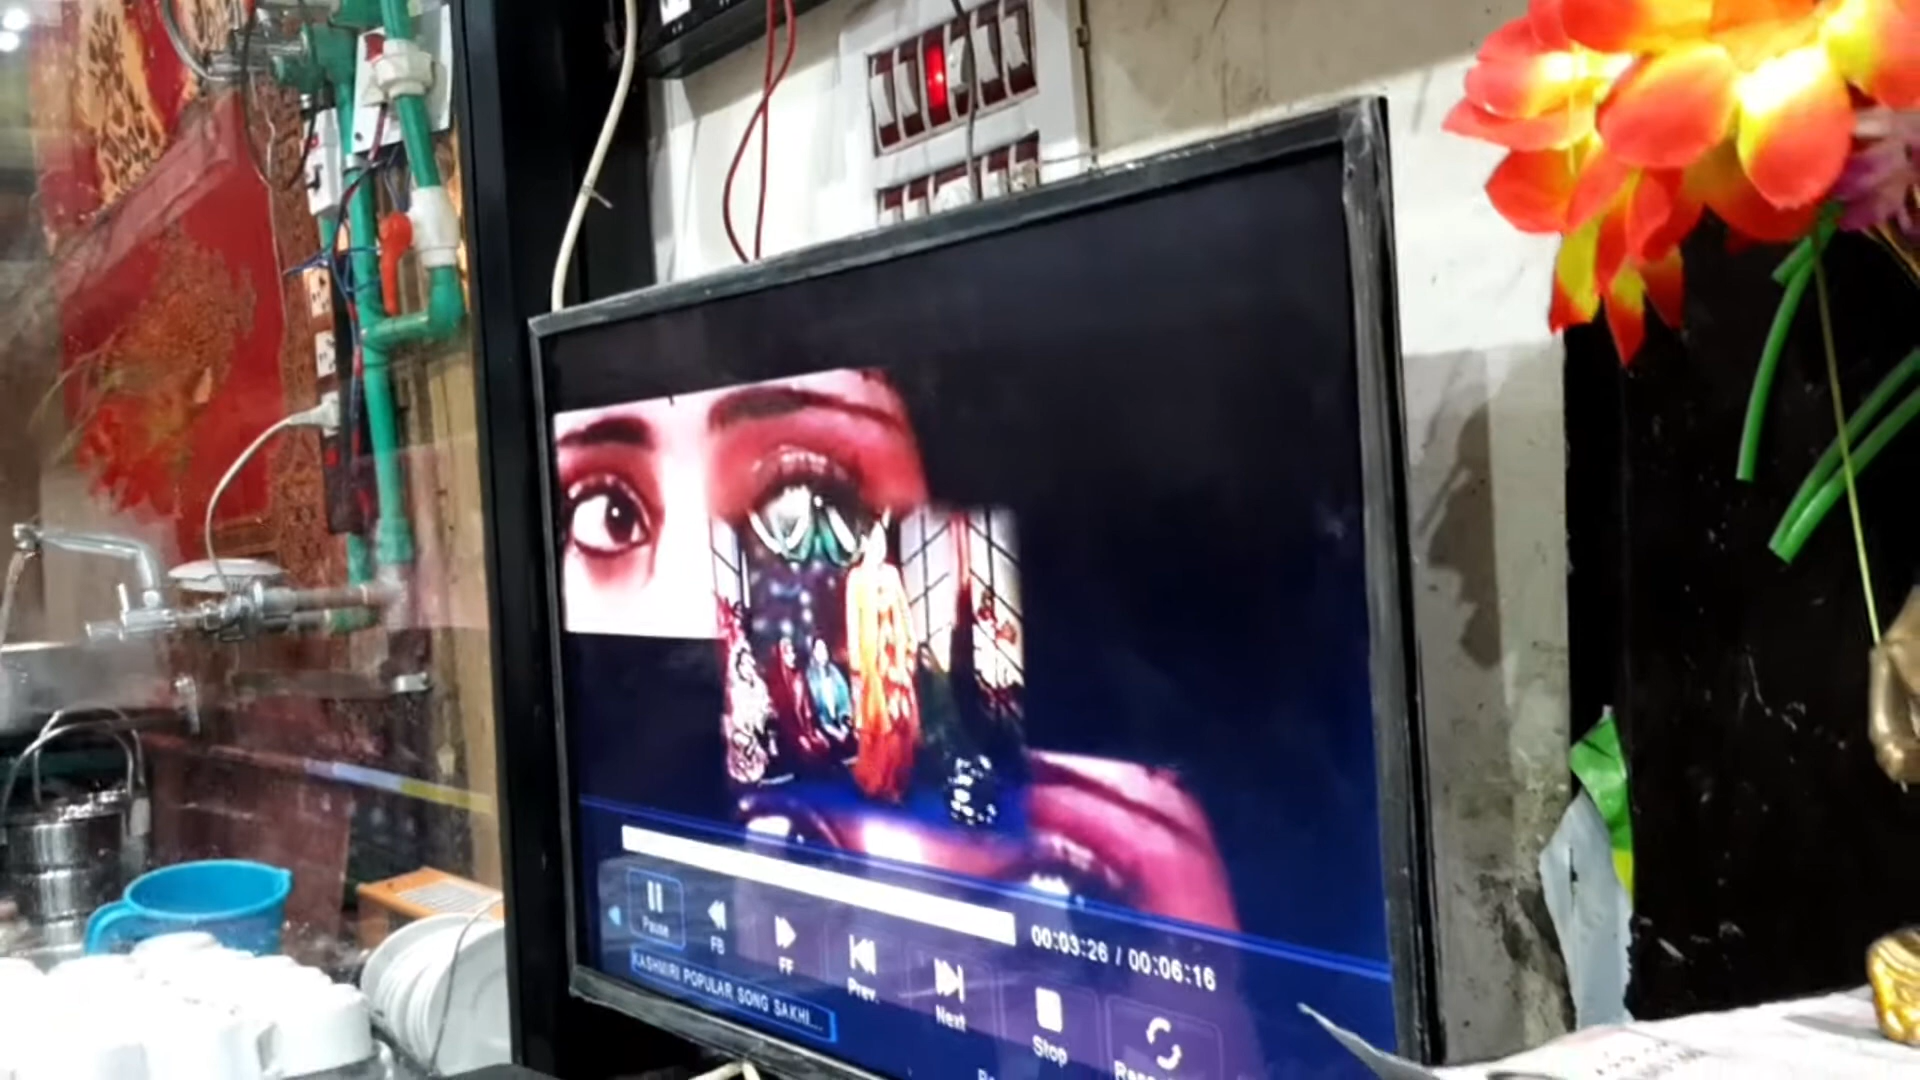 00:03:26 / 00:06:16
Pause
FB
FF
Prev.
Next
Stop
KASHMIRI POPULAR SONG SAKHI...